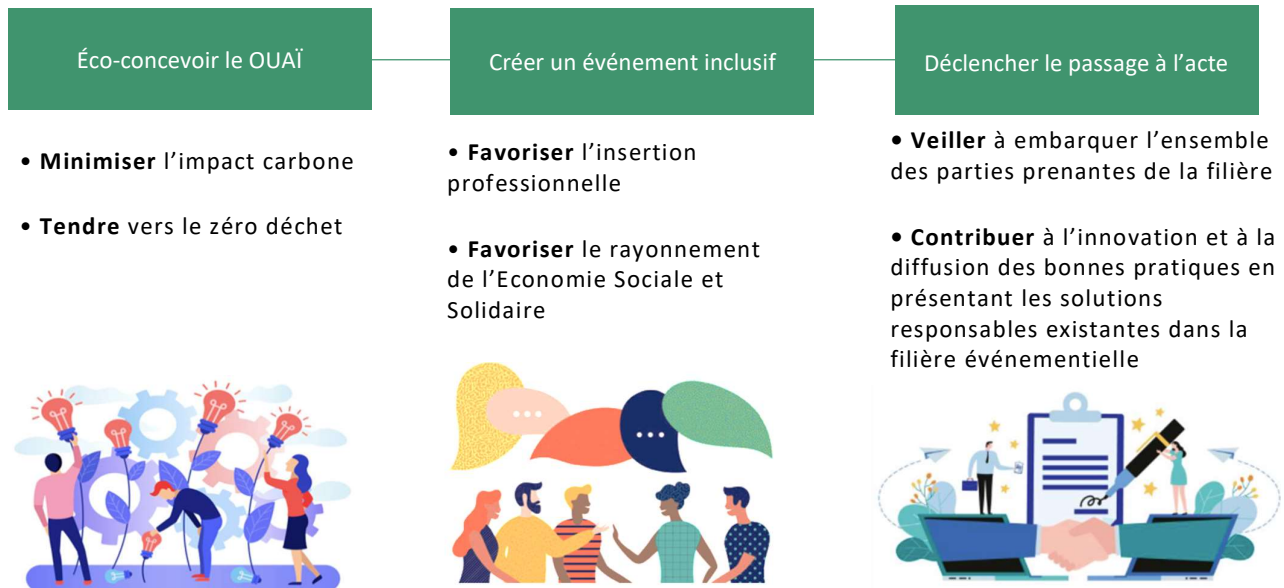 Éco-concevoir le OUAÏ
• Minimiser l’impact carbone
• Tendre vers le zéro déchet
Créer un événement inclusif
• Favoriser l’insertion
professionnelle
• Favoriser le rayonnement
de l’Economie Sociale et
Solidaire
Déclencher le passage à l’acte
• Veiller à embarquer l’ensemble
des parties prenantes de la filière
• Contribuer à l’innovation et à la
diffusion des bonnes pratiques en
présentant les solutions
responsables existantes dans la
filière événementielle